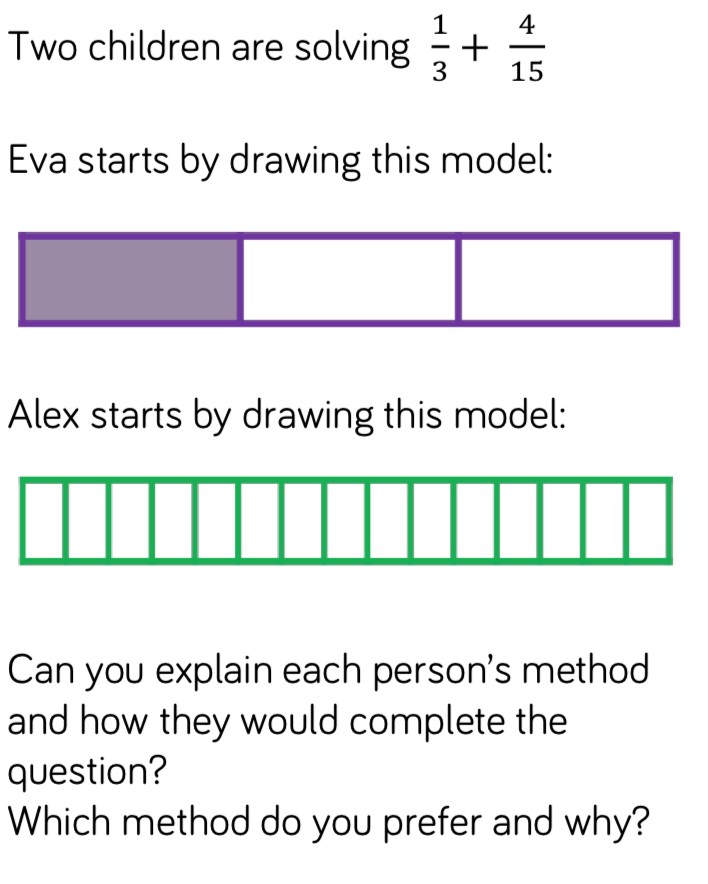 Two children are solving 1/3 + 4/15
Eva starts by drawing this model:
Alex starts by drawing this model:
Can you explain each person’s method
and how they would complete the
question?
Which method do you prefer and why?